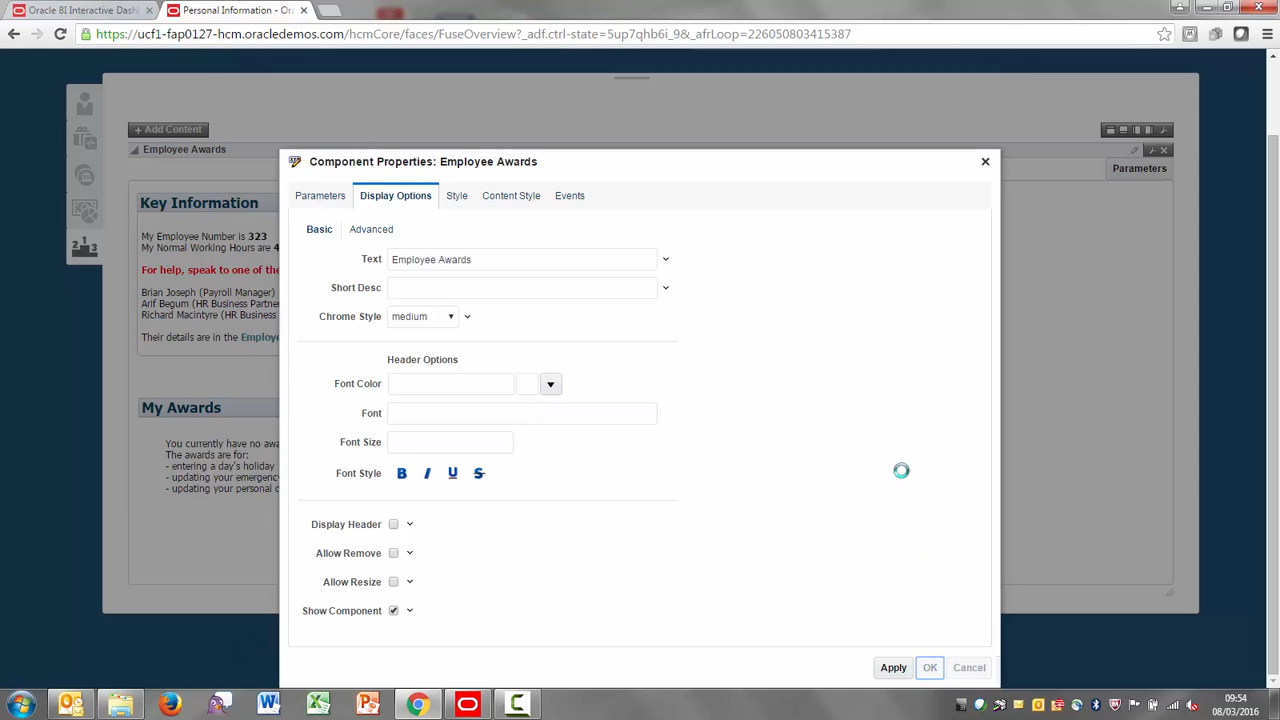 Oracle BI Interactive Dash
Personal Information - Ora
https://ucf1-fap0127-hcm.oracledemos.com/hcmCore/faces/FuseOverview?_adf.ctrl-state=5up7qhb6i_9&_afrLoop=226050803415387
+ Add Content
Employee Awards
Parameters
Key Information
My Employee Number is 323
My Normal Working Hours are 4
For help, speak to one of the
Brian Joseph (Payroll Manager)
Arif Begum (HR Business Partne
Richard Macintyre (HR Business
Their details are in the Employe
My Awards
You currently have no awa
The awards are for:
- entering a day's holiday
- updating your emergency
- updating your personal c
Component Properties: Employee Awards
Parameters Display Options Style Content Style Events
Basic Advanced
Text Employee Awards
Short Desc
Chrome Style medium
Header Options
Font Color
Font
Font Size
Font Style B I U S
Display Header
Allow Remove
Allow Resize
Show Component
Apply OK Cancel
09:54
08/03/2016